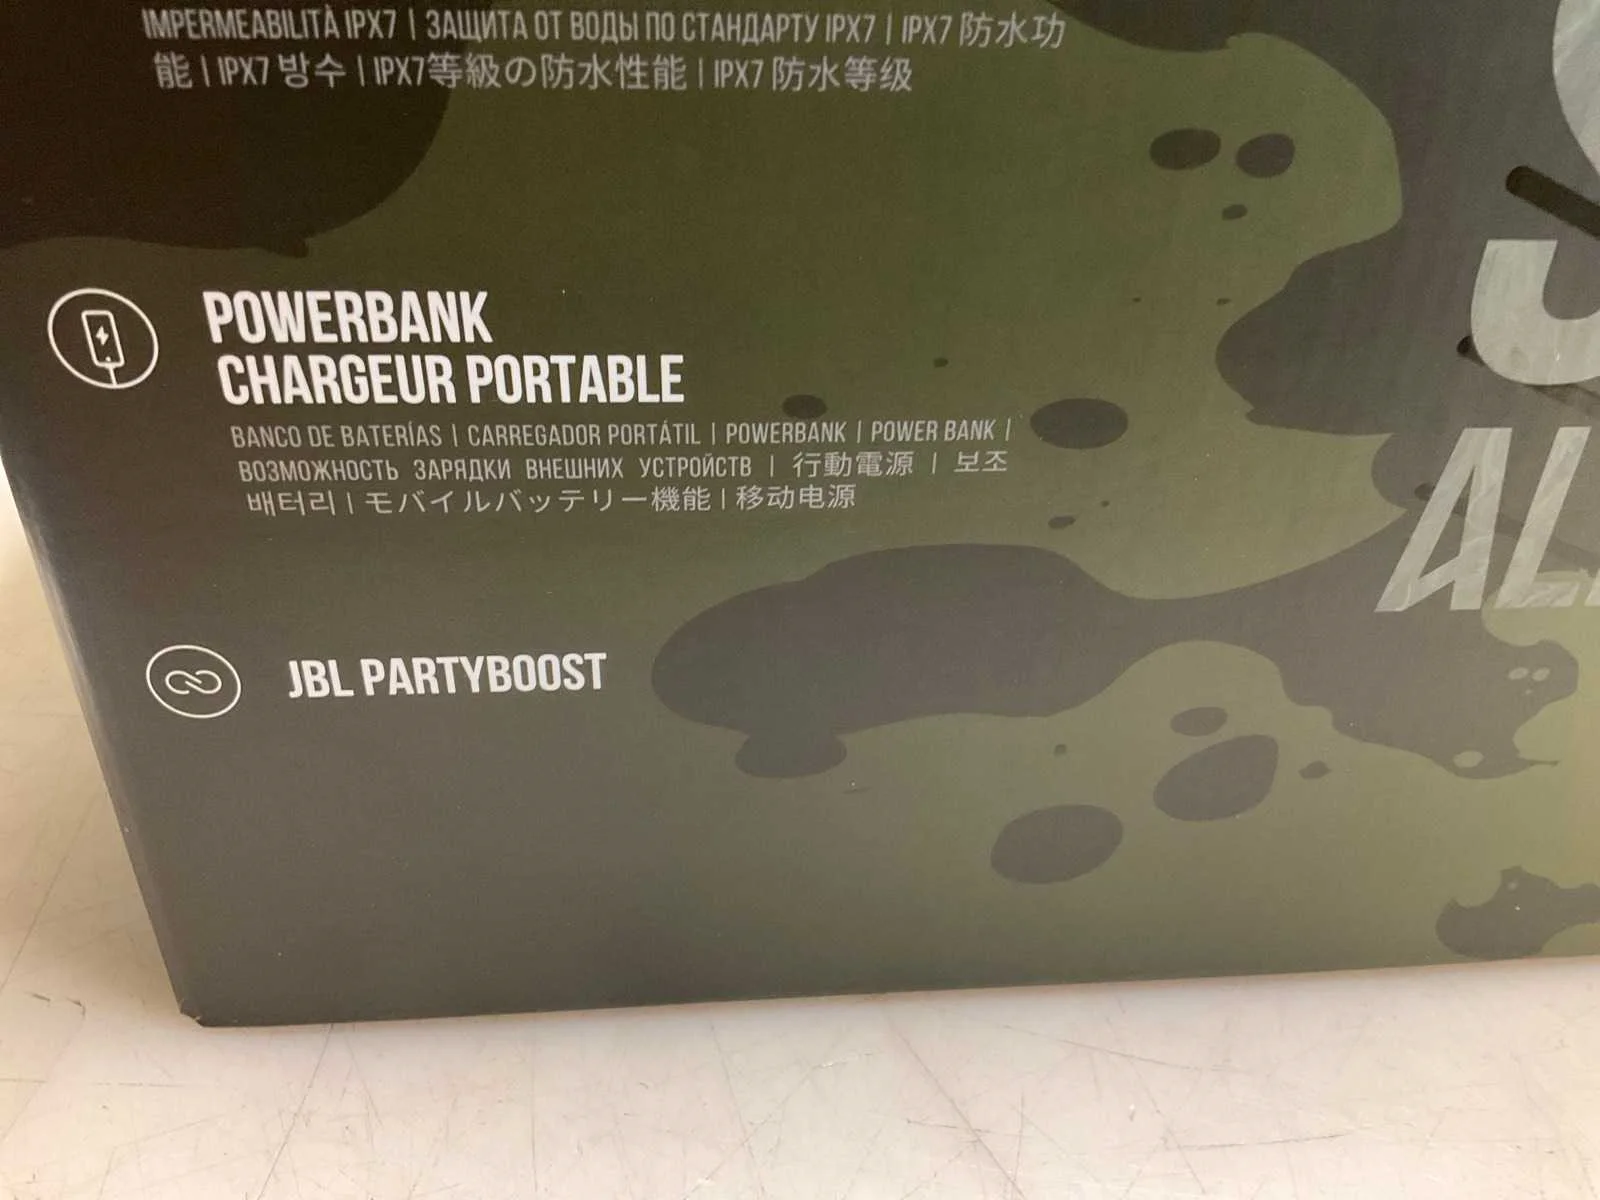 IMPERMEABILITÀ IPX7 | ЗАЩИТА ОТ ВОДЫ ПО СТАНДАРТУ IPX7 | IPX7 防水功
能 | IPX7 방수 | IPX7等級の防水性能 | IPX7 防水等级
POWERBANK
CHARGEUR PORTABLE
BANCO DE BATERÍAS | CARREGADOR PORTÁTIL | POWERBANK | POWER BANK |
ВОЗМОЖНОСТЬ ЗАРЯДКИ ВНЕШНИХ УСТРОЙСТВ | 行動電源 | 보조
배터리 | モバイルバッテリー機能 | 移动电源
JBL PARTYBOOST